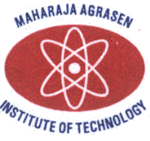 MAHARAJA AGRASEN
INSTITUTE OF TECHNOLOGY